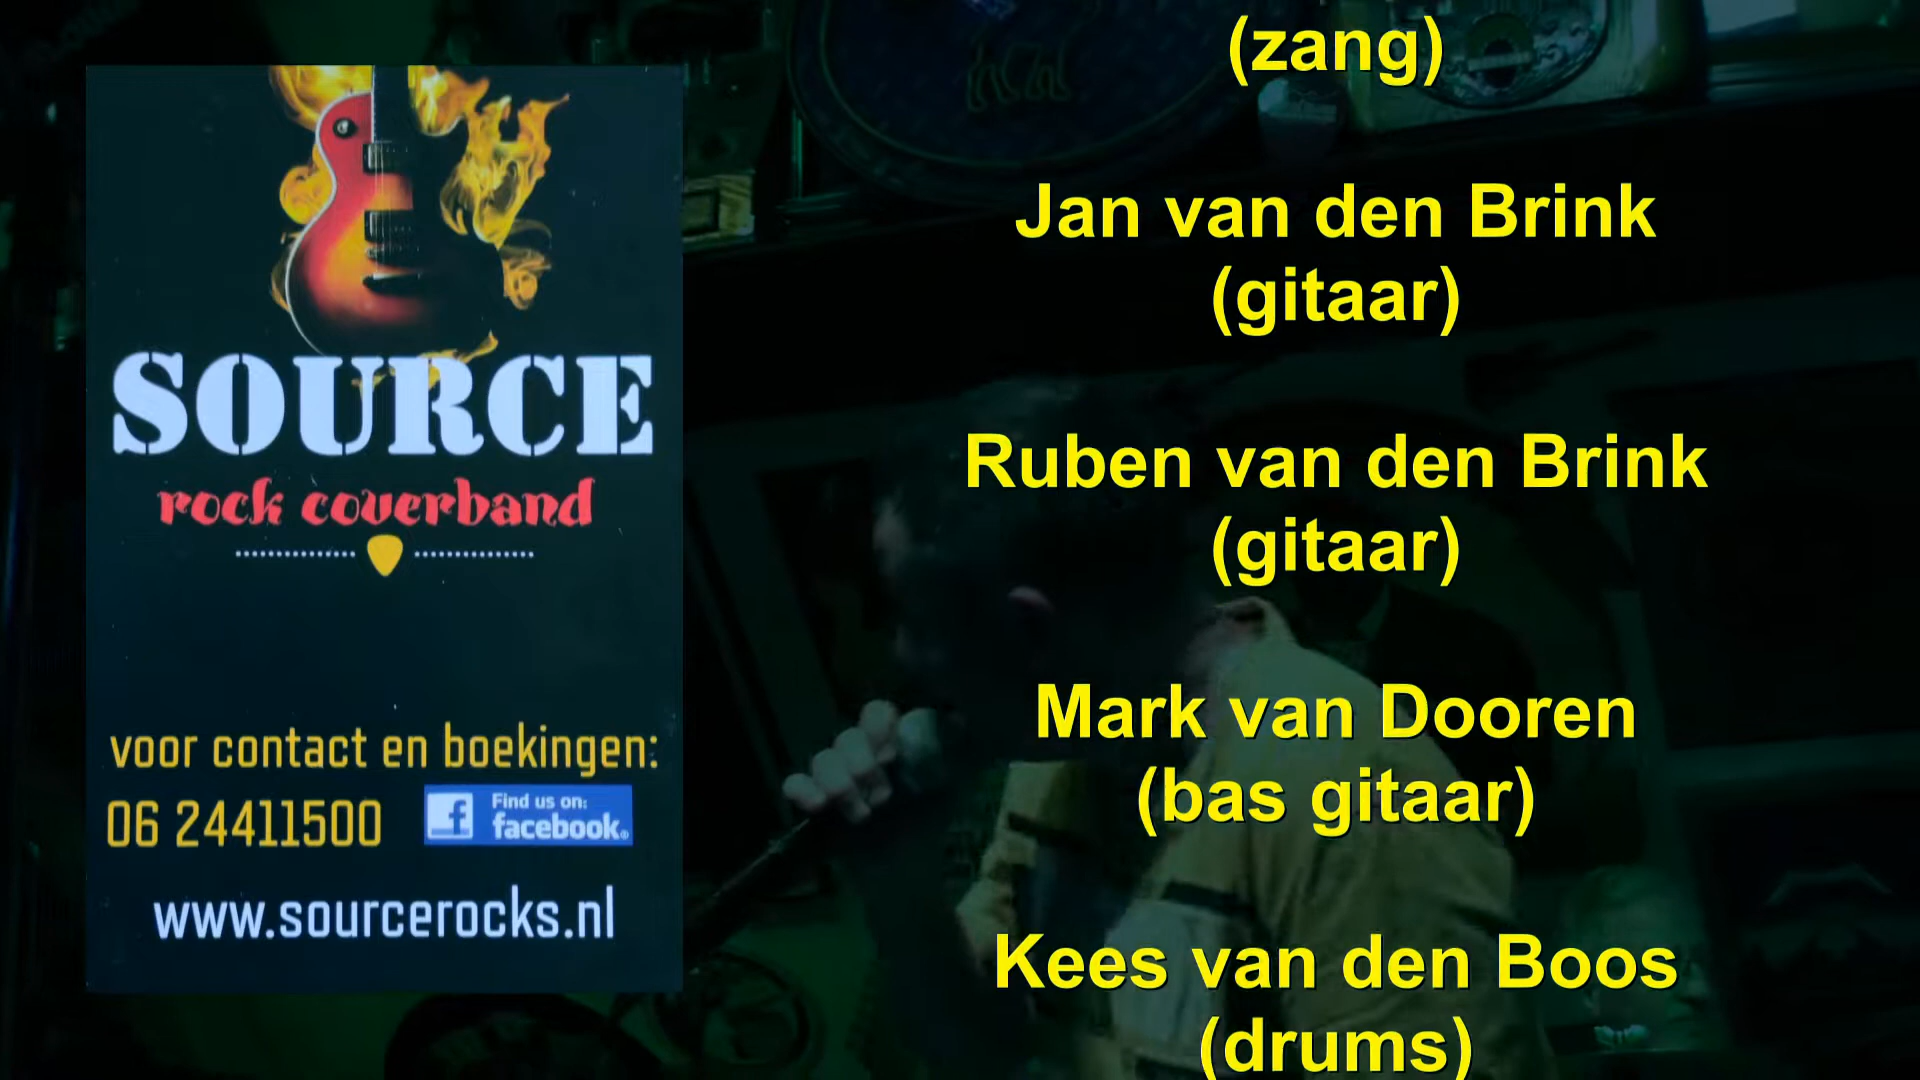 SOURCE
rock coverband
voor contact en boekingen:
06 24411500
Find us on:
facebook®
www.sourcerocks.nl
(zang)
Jan van den Brink
(gitaar)
Ruben van den Brink
(gitaar)
Mark van Dooren
(bas gitaar)
Kees van den Boos
(drums)